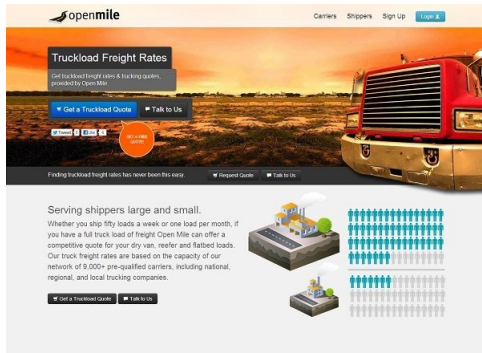 openmile
Carriers Shippers Sign Up Login
Truckload Freight Rates
Get truckload freight rates & trucking quotes,
provided by Open Mile
Get a Truckload Quote Talk to Us
Tweet Like
Finding truckload freight rates has never been this easy. Request Quote Talk to Us
Serving shippers large and small.
Whether you ship fifty loads a week or one load per month, if
you have a full truck load of freight Open Mile can offer a
competitive quote for your dry van, reefer and flatbed loads.
Our truck freight rates are based on the capacity of our
network of 9,000+ pre-qualified carriers, including national,
regional, and local trucking companies.
Get a Truckload Quote Talk to Us